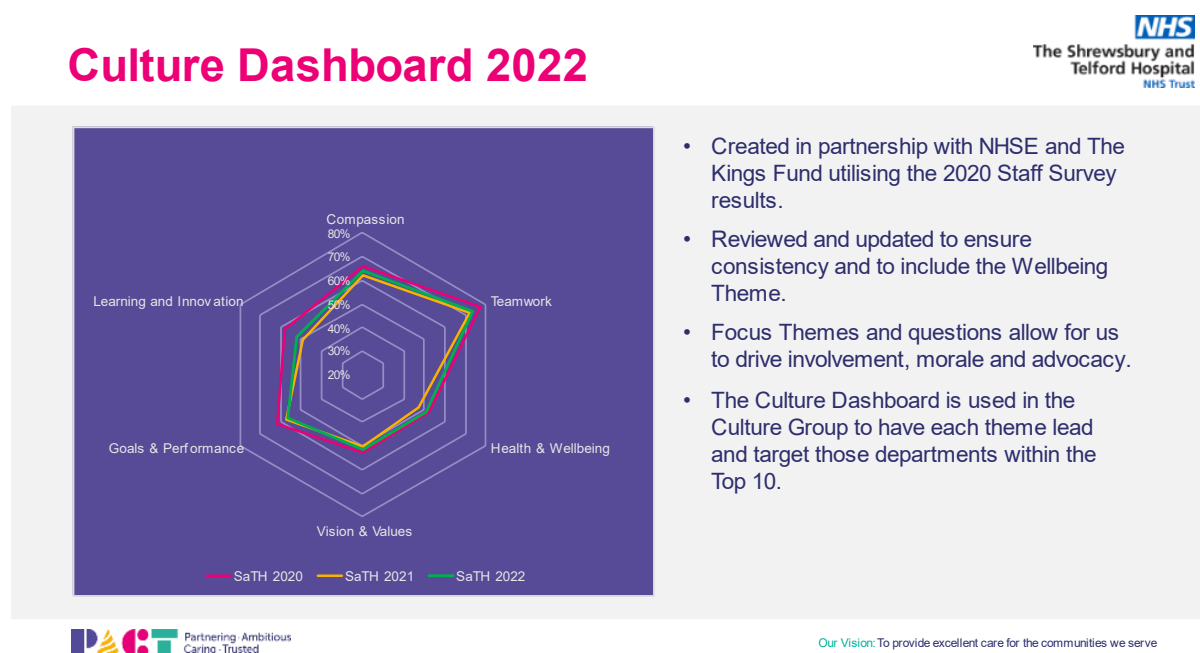 Culture Dashboard 2022
NHS
The Shrewsbury and
Telford Hospital
NHS Trust
Compassion
80%
70%
60%
50%
40%
30%
20%
Learning and Innovation
Teamwork
Goals & Performance
Health & Wellbeing
Vision & Values
SaTH 2020
SaTH 2021
SaTH 2022
• Created in partnership with NHSE and The
Kings Fund utilising the 2020 Staff Survey
results.
• Reviewed and updated to ensure
consistency and to include the Wellbeing
Theme.
• Focus Themes and questions allow for us
to drive involvement, morale and advocacy.
• The Culture Dashboard is used in the
Culture Group to have each theme lead
and target those departments within the
Top 10.
PACT
Partnering · Ambitious
Caring · Trusted
Our Vision: To provide excellent care for the communities we serve